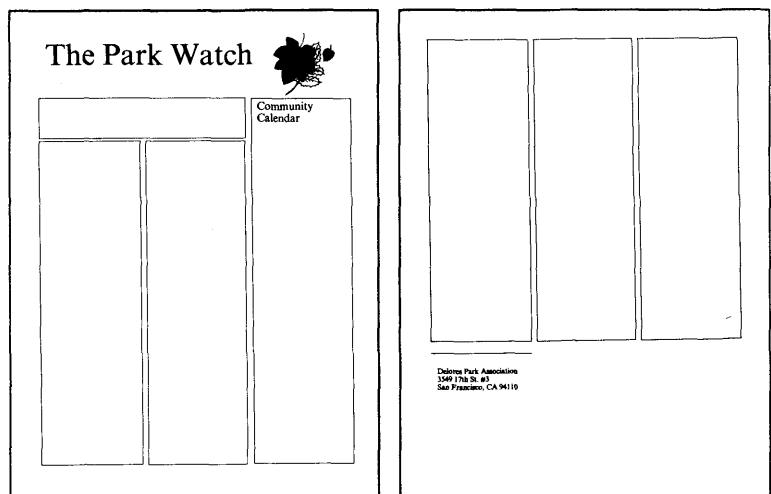 The Park Watch
Community
Calendar
Delores Park Association
3549 17th St. #3
San Francisco, CA 94110